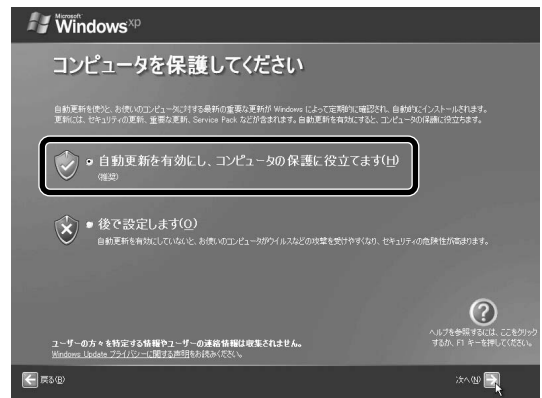 Microsoft
Windows xp
コンピュータを保護してください
自動更新を使うと、お使いのコンピュータに対する最新の重要な更新が Windows によって定期的に確認され、自動的にインストールされます。
更新には、セキュリティの更新、重要な更新、Service Pack などが含まれます。自動更新を有効にすると、コンピュータの保護に役立ちます。
自動更新を有効にし、コンピュータの保護に役立てます(H)
(推奨)
後で設定します(O)
自動更新を有効にしていないと、お使いのコンピュータがウイルスなどの攻撃を受けやすくなり、セキュリティの危険性が高まります。
ヘルプを参照するには、ここをクリック
するか、F1 キーを押してください。
ユーザーの方々を特定する情報やユーザーの連絡情報は収集されません。
Windows Update プライバシーに関する声明をお読みください。
戻る(B)
次へ(N)